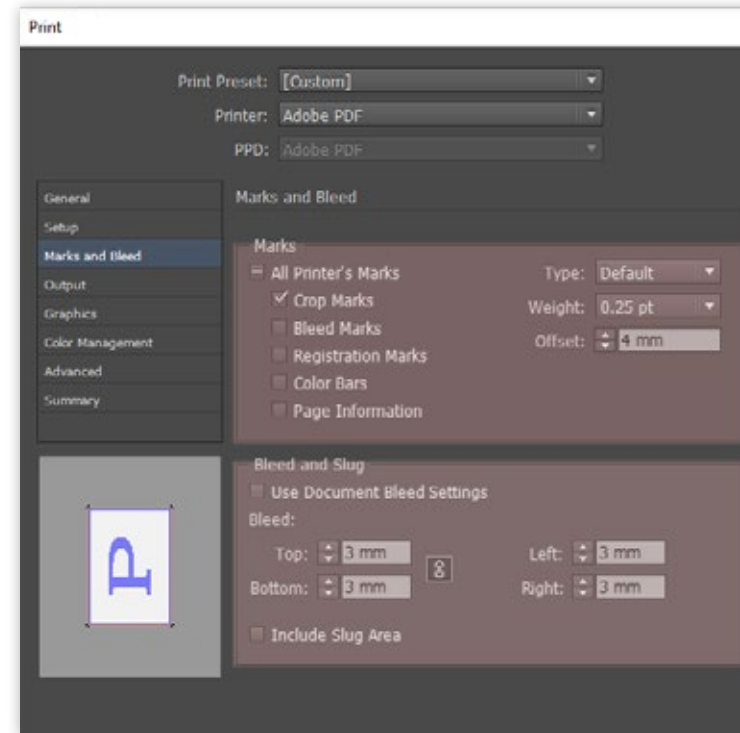 Print
Print Preset: [Custom]
Printer: Adobe PDF
PPD: Adobe PDF
General
Setup
Marks and Bleed
Output
Graphics
Color Management
Advanced
Summary
Marks and Bleed
Marks
All Printer's Marks
Crop Marks
Bleed Marks
Registration Marks
Color Bars
Page Information
Type: Default
Weight: 0.25 pt
Offset: 4 mm
P
Bleed and Slug
Use Document Bleed Settings
Bleed:
Top: 3 mm
Bottom: 3 mm
Left: 3 mm
Right: 3 mm
Include Slug Area